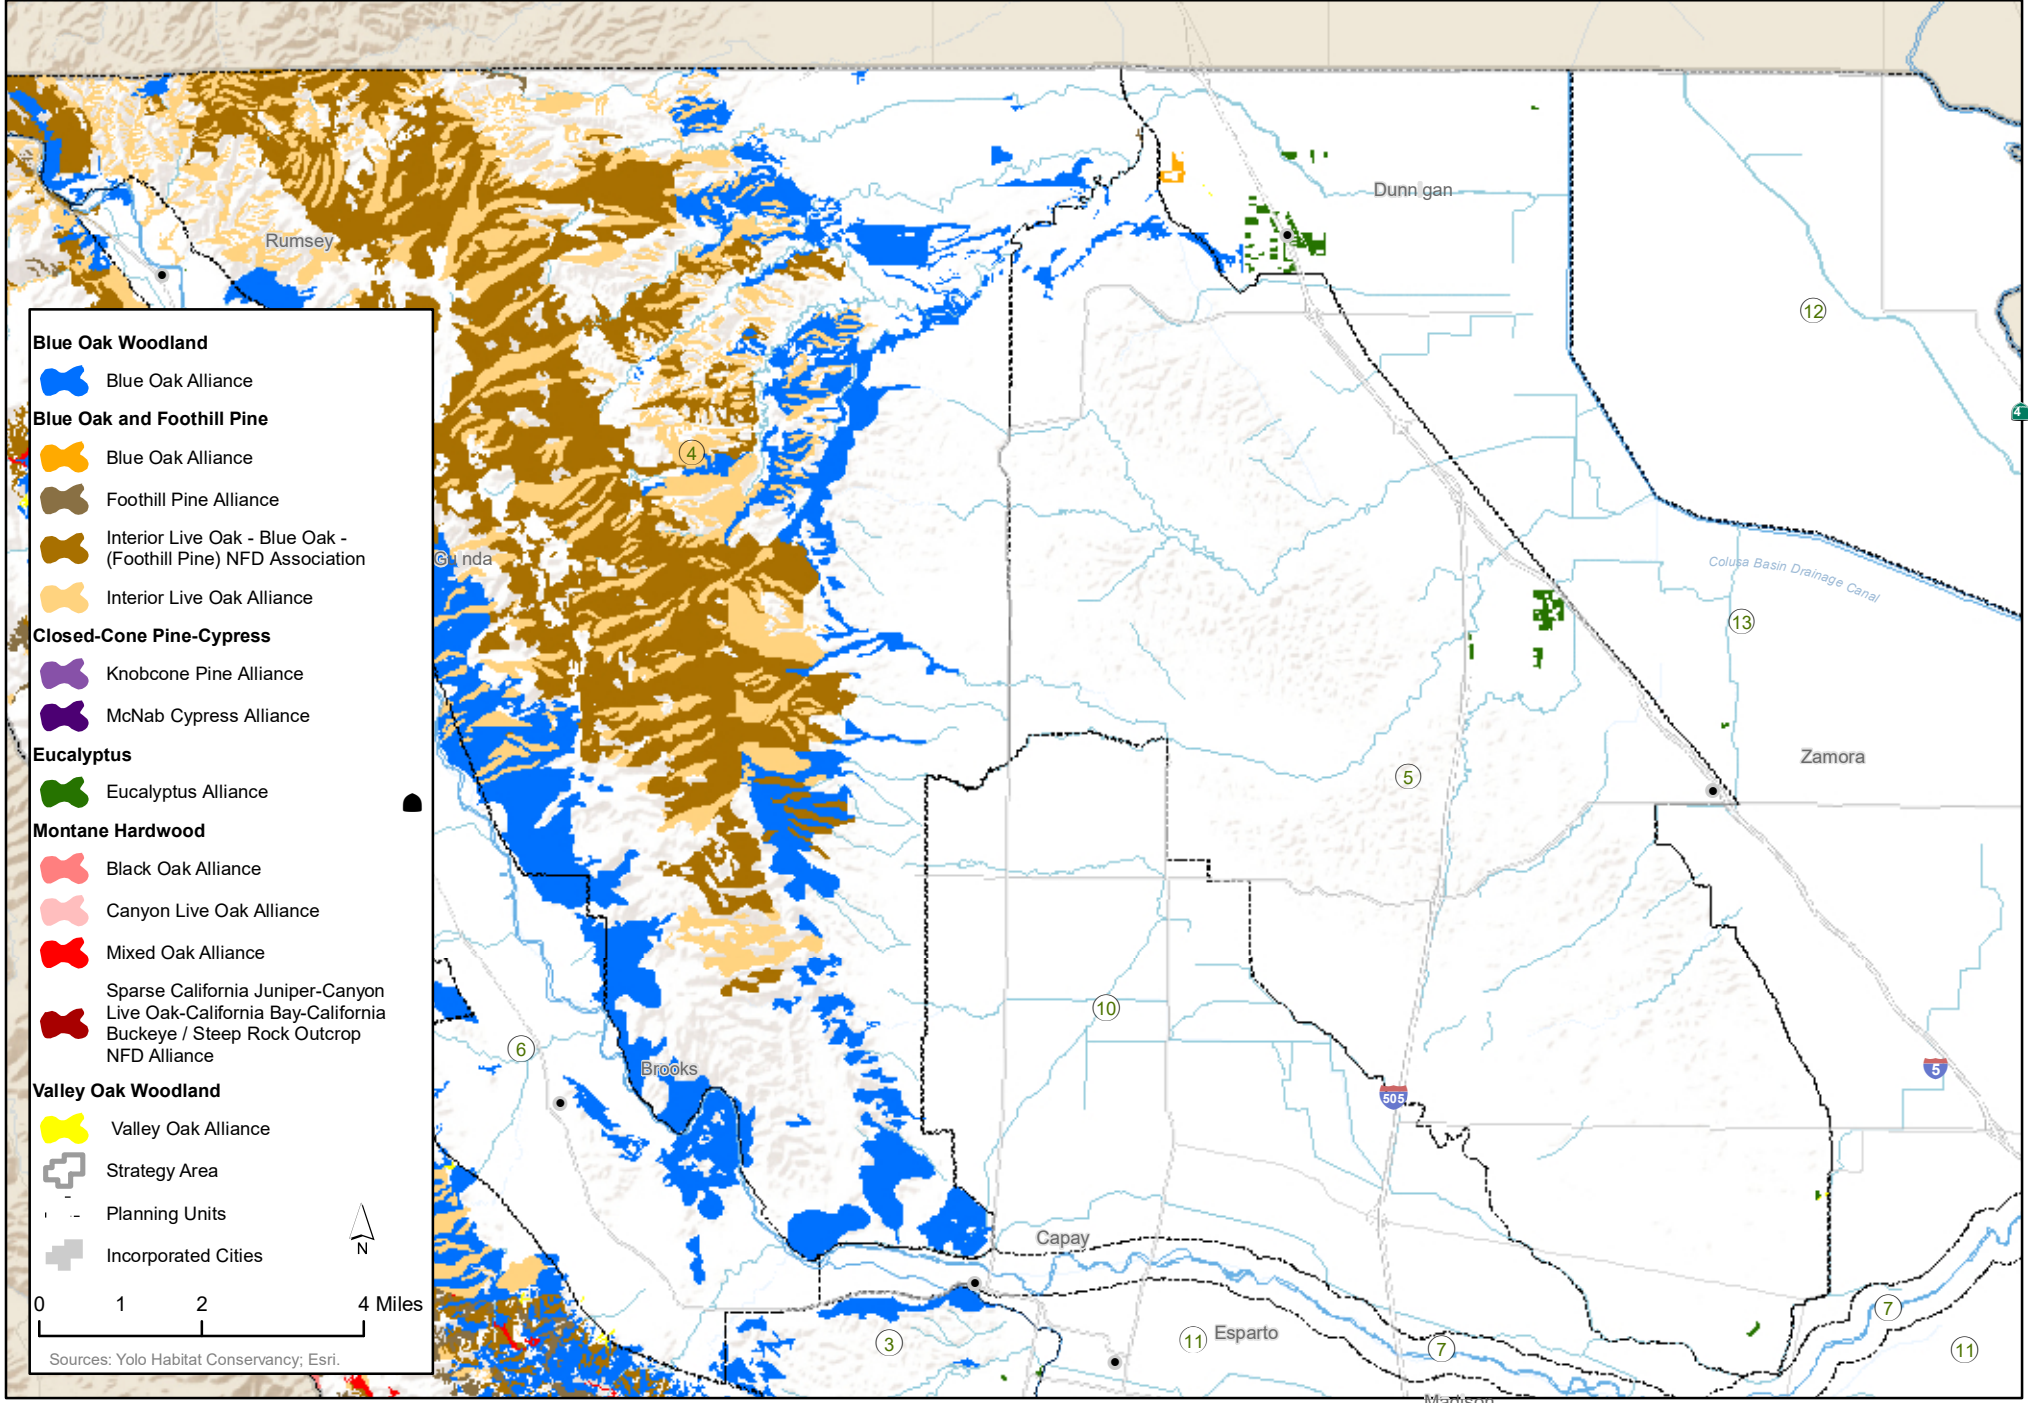 Dunn gan
Rumsey
12
4
4
Gu nda
Colusa Basin Drainage Canal
13
Zamora
5
10
6
Brooks
5
505
Capay
7
3
11
Esparto
7
11
Blue Oak Woodland
Blue Oak Alliance
Blue Oak and Foothill Pine
Blue Oak Alliance
Foothill Pine Alliance
Interior Live Oak - Blue Oak -
(Foothill Pine) NFD Association
Interior Live Oak Alliance
Closed-Cone Pine-Cypress
Knobcone Pine Alliance
McNab Cypress Alliance
Eucalyptus
Eucalyptus Alliance
Montane Hardwood
Black Oak Alliance
Canyon Live Oak Alliance
Mixed Oak Alliance
Sparse California Juniper-Canyon
Live Oak-California Bay-California
Buckeye / Steep Rock Outcrop
NFD Alliance
Valley Oak Woodland
Valley Oak Alliance
Strategy Area
Planning Units
Incorporated Cities
N
0 1 2 4 Miles
Sources: Yolo Habitat Conservancy; Esri.
Madison